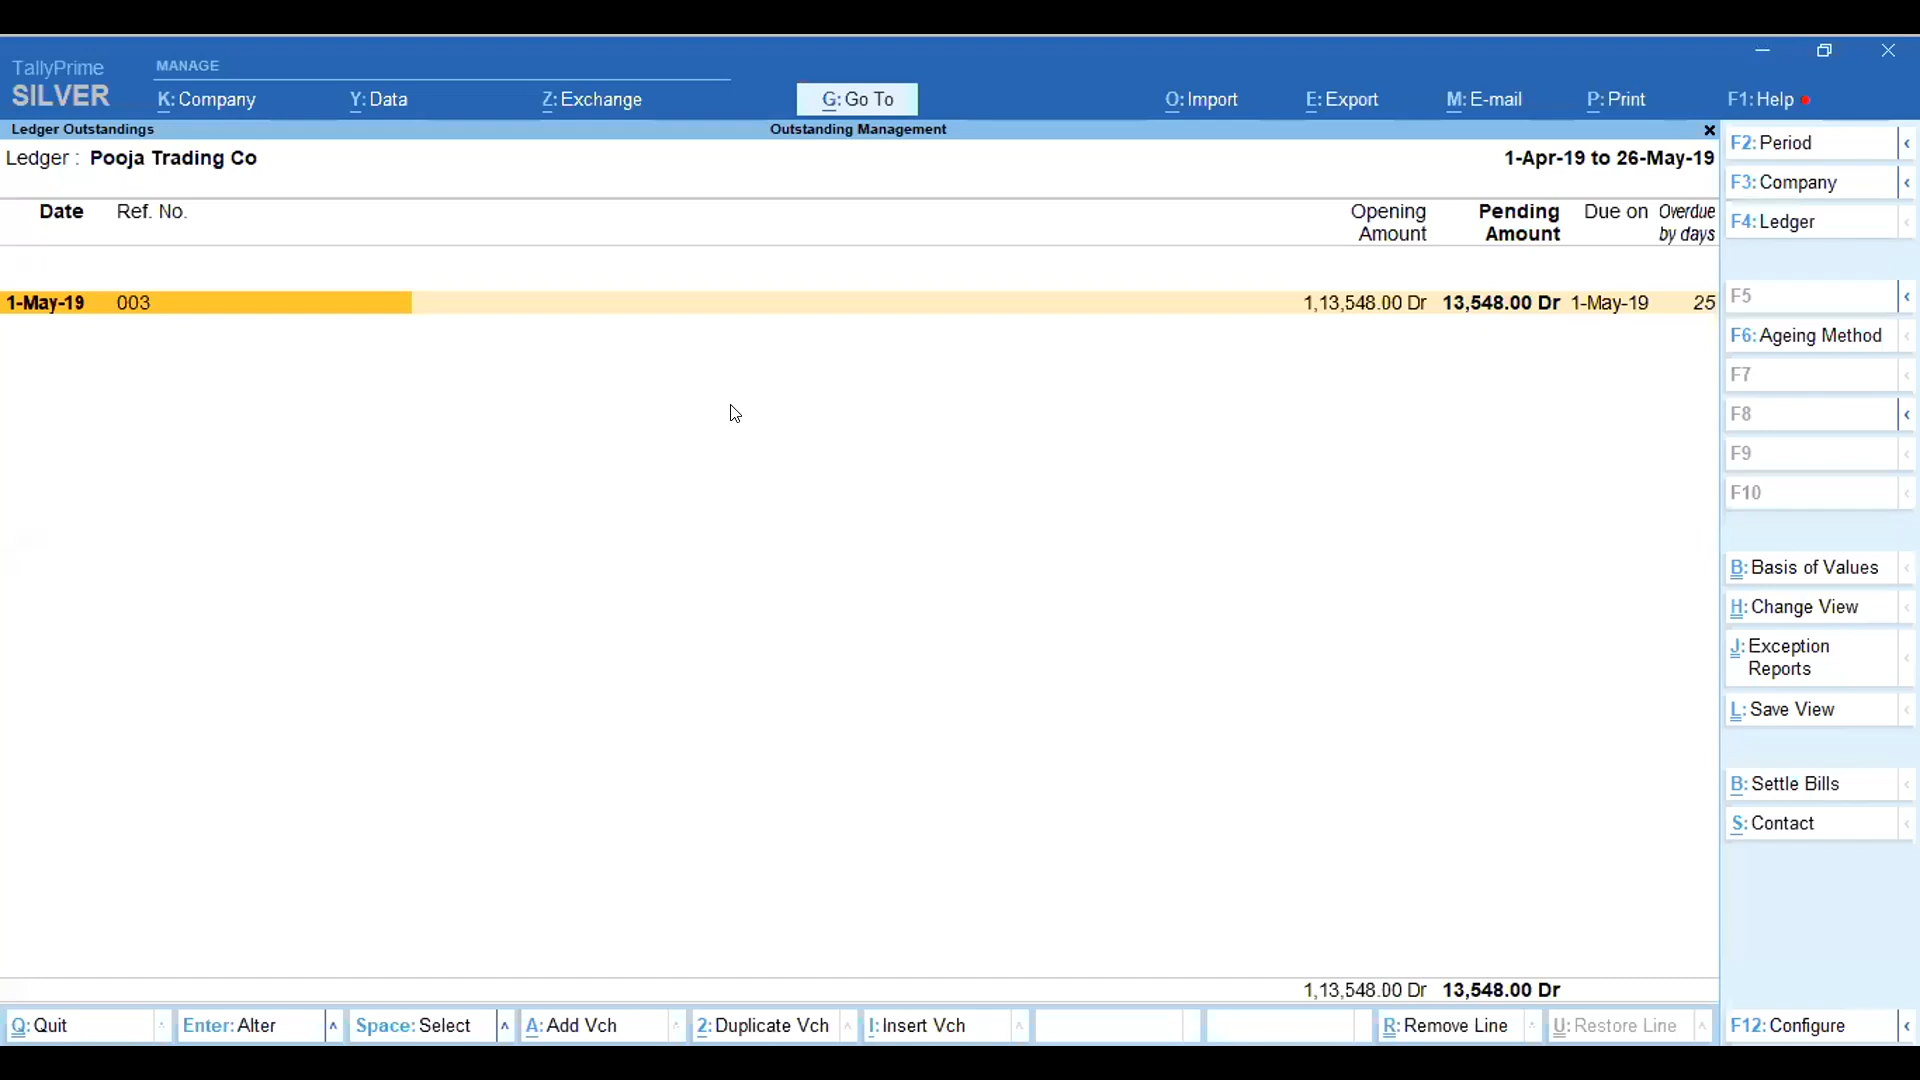 TallyPrime
SILVER
MANAGE
K: Company
Y: Data
Z: Exchange
G: Go To
O: Import
E: Export
M: E-mail
P: Print
F1: Help
Ledger Outstandings
Outstanding Management
Ledger : Pooja Trading Co
1-Apr-19 to 26-May-19
Date
Ref. No.
Opening
Amount
Pending
Amount
Due on
Overdue
by days
1-May-19 003 1,13,548.00 Dr 13,548.00 Dr 1-May-19 25
1,13,548.00 Dr 13,548.00 Dr
F2: Period
F3: Company
F4: Ledger
F5
F6: Ageing Method
F7
F8
F9
F10
B: Basis of Values
H: Change View
J: Exception
Reports
L: Save View
B: Settle Bills
S: Contact
F12: Configure
Q: Quit
Enter: Alter
Space: Select
A: Add Vch
2: Duplicate Vch
I: Insert Vch
R: Remove Line
U: Restore Line